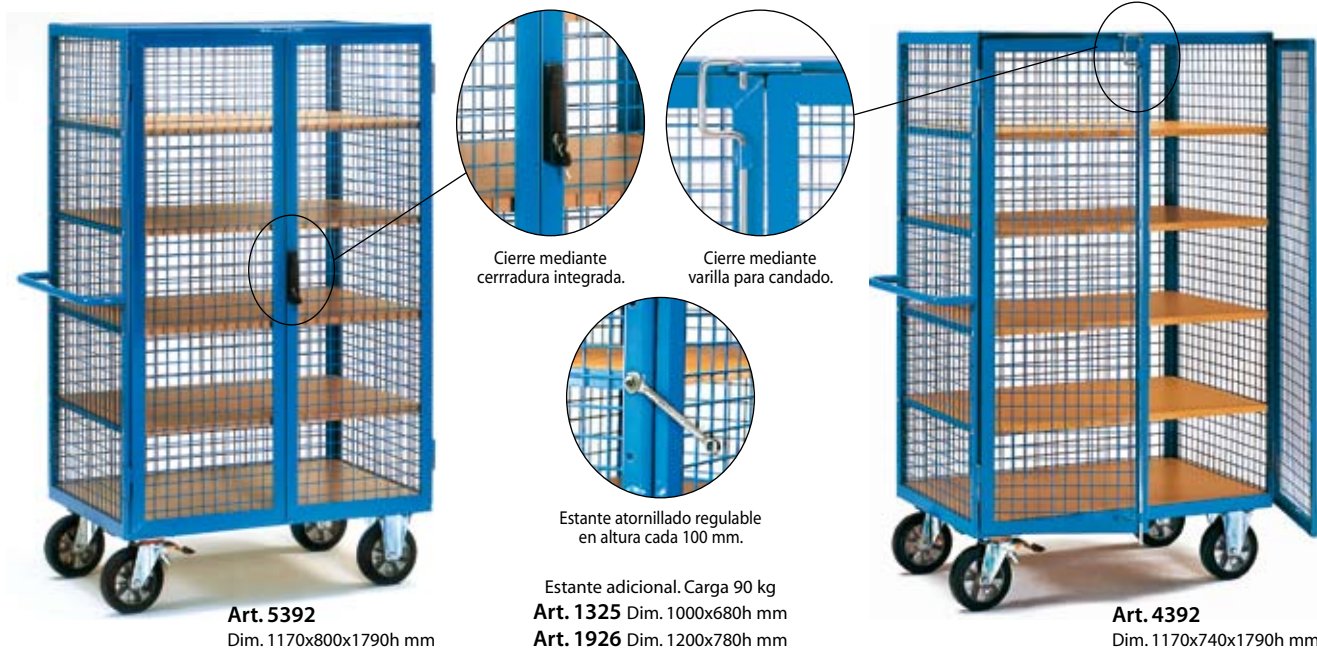 Cierre mediante
cerrradura integrada.
Cierre mediante
varilla para candado.
Estante atornillado regulable
en altura cada 100 mm.
Estante adicional. Carga 90 kg
Art. 1325 Dim. 1000x680h mm
Art. 1926 Dim. 1200x780h mm
Art. 5392
Dim. 1170x800x1790h mm
Art. 4392
Dim. 1170x740x1790h mm